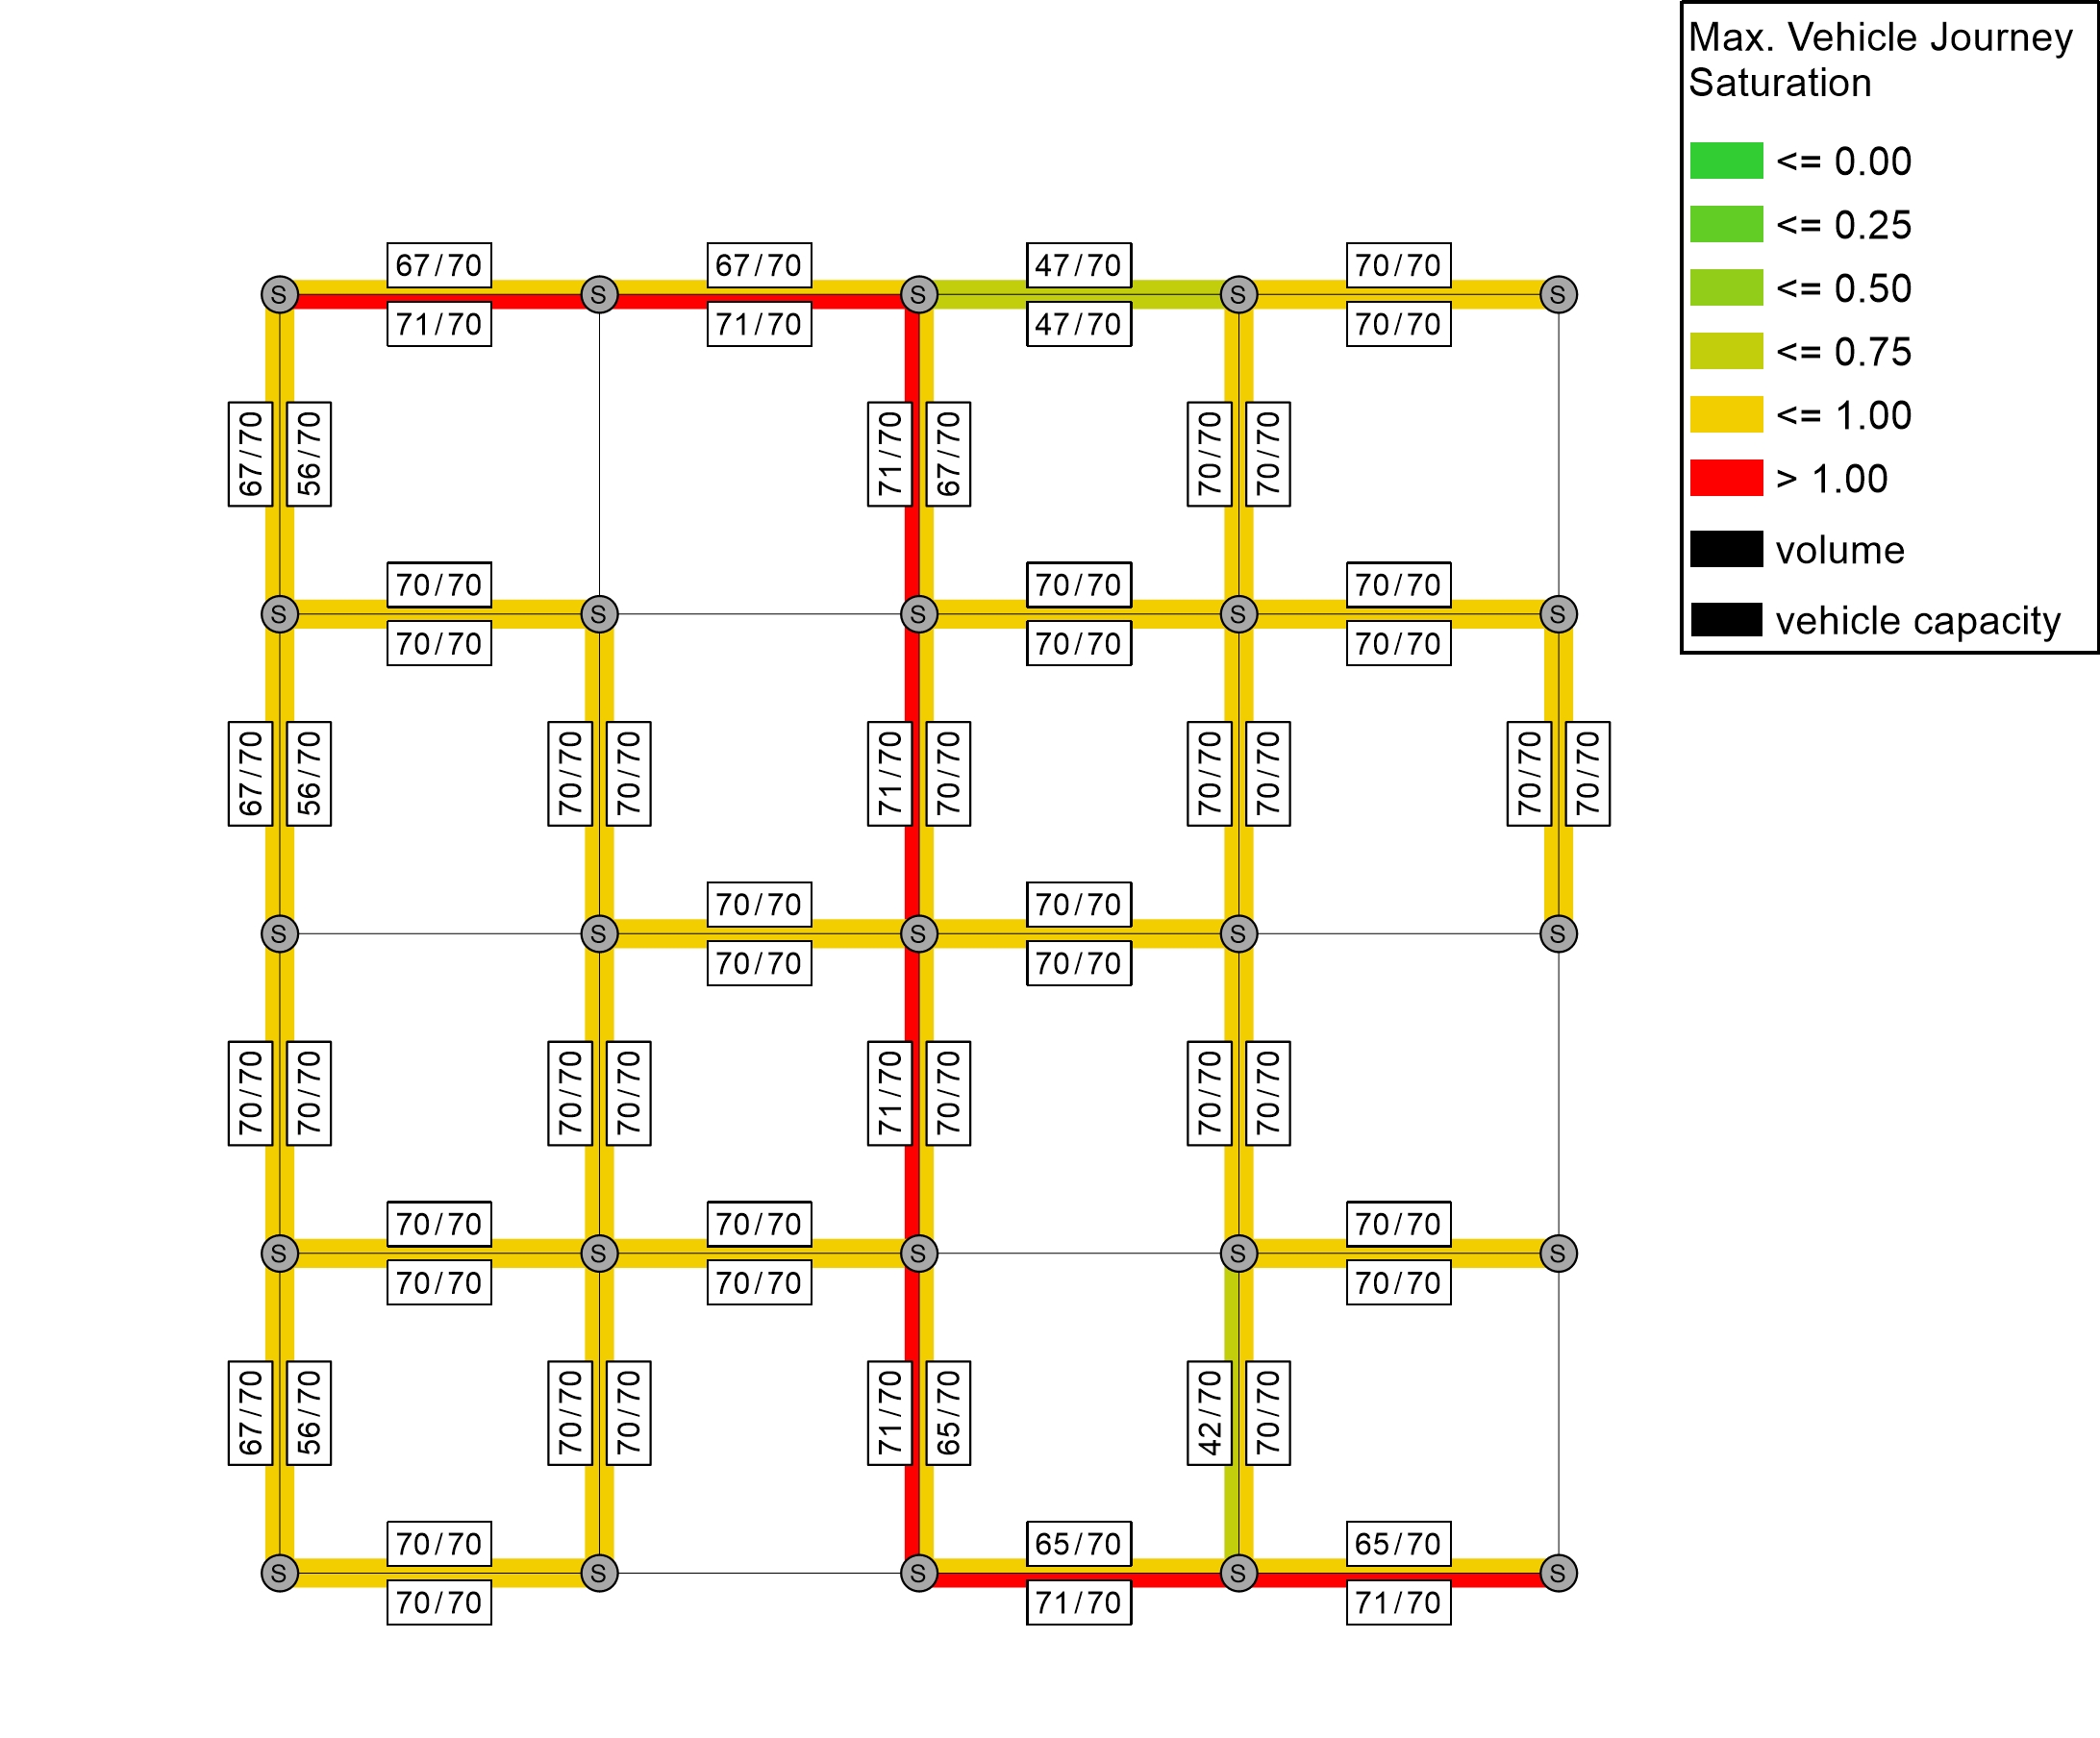 Max. Vehicle Journey
Saturation
<= 0.00
<= 0.25
<= 0.50
<= 0.75
<= 1.00
> 1.00
volume
vehicle capacity
67/70 67/70 47/70 70/70
S S S S S
71/70 71/70 47/70 70/70
67/70 56/70 71/70 67/70 70/70 70/70
70/70 70/70 70/70
S S S S S
70/70 70/70 70/70
67/70 56/70 70/70 70/70 71/70 70/70 70/70 70/70 70/70 70/70
70/70 70/70
S S S S S
70/70 70/70
70/70 70/70 70/70 70/70 71/70 70/70 70/70 70/70
70/70 70/70 70/70
S S S S S
70/70 70/70 70/70
67/70 56/70 70/70 70/70 71/70 65/70 42/70 70/70
70/70 65/70 65/70
S S S S S
70/70 71/70 71/70